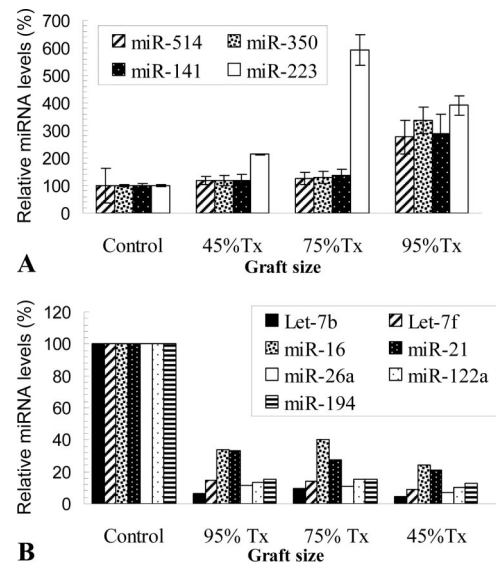 Relative miRNA levels (%)
700
600
500
400
300
200
100
0
miR-514
miR-350
miR-141
miR-223
Control
45%Tx
75%Tx
95%Tx
A
Graft size
Relative miRNA levels (%)
120
100
80
60
40
20
0
Let-7b
Let-7f
miR-16
miR-21
miR-26a
miR-122a
miR-194
Control
95% Tx
75% Tx
45%Tx
B
Graft size